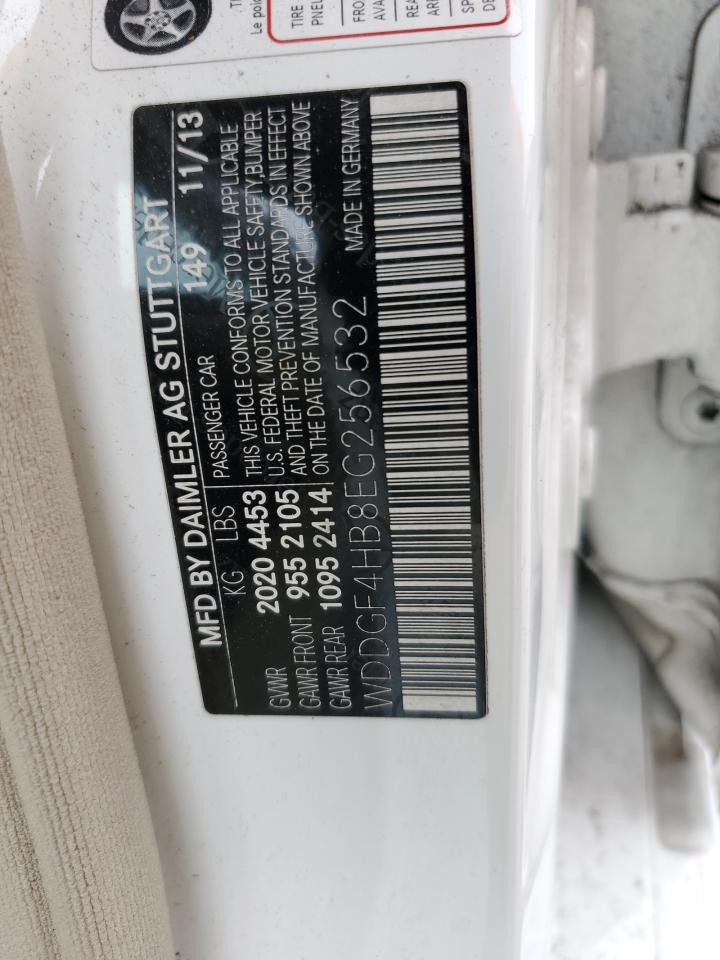 MFD BY DAIMLER AG STUTTGART
149 11/13
KG LBS PASSENGER CAR
GVWR 2020 4453
GAWR FRONT 955 2105
GAWR REAR 1095 2414
THIS VEHICLE CONFORMS TO ALL APPLICABLE
U.S. FEDERAL MOTOR VEHICLE SAFETY, BUMPER
AND THEFT PREVENTION STANDARDS IN EFFECT
ON THE DATE OF MANUFACTURE SHOWN ABOVE
WDDGF4HB8EG256532 MADE IN GERMANY
Le
TIRE